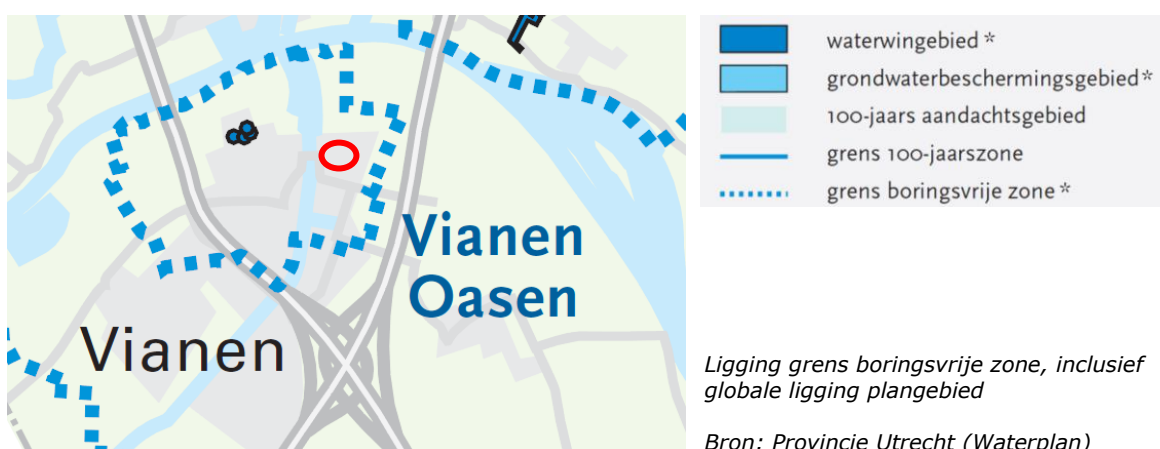 Vianen
Oasen
Vianen
waterwingebied *
grondwaterbeschermingsgebied *
100-jaars aandachtsgebied
grens 100-jaarszone
grens boringsvrije zone *
Ligging grens boringsvrije zone, inclusief
globale ligging plangebied
Bron: Provincie Utrecht (Waterplan)